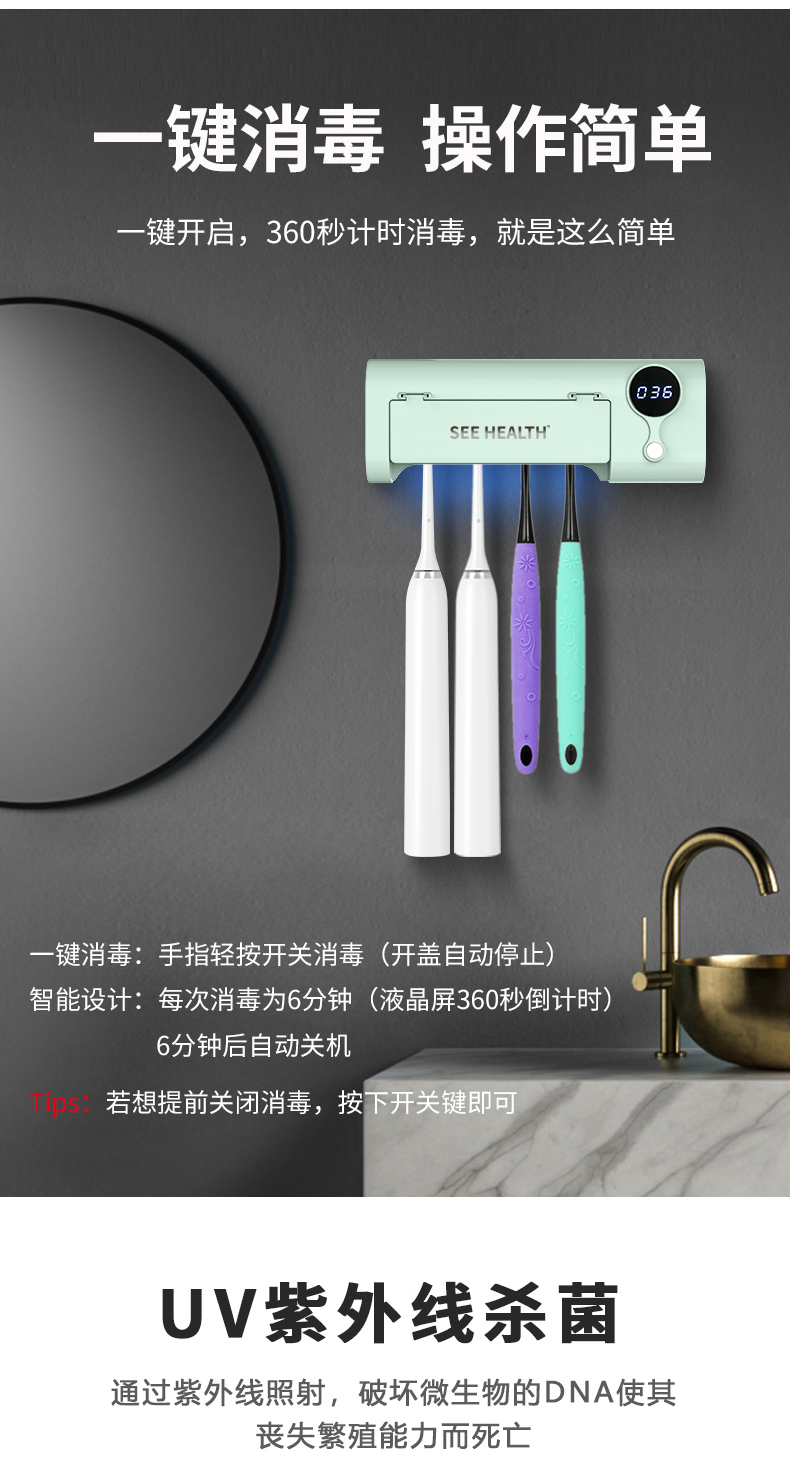 一键消毒 操作简单
一键开启，360秒计时消毒，就是这么简单
036
SEE HEALTH
一键消毒：手指轻按开关消毒（开盖自动停止）
智能设计：每次消毒为6分钟（液晶屏360秒倒计时）
6分钟后自动关机
Tips：若想提前关闭消毒，按下开关键即可
UV紫外线杀菌
通过紫外线照射，破坏微生物的DNA使其
丧失繁殖能力而死亡